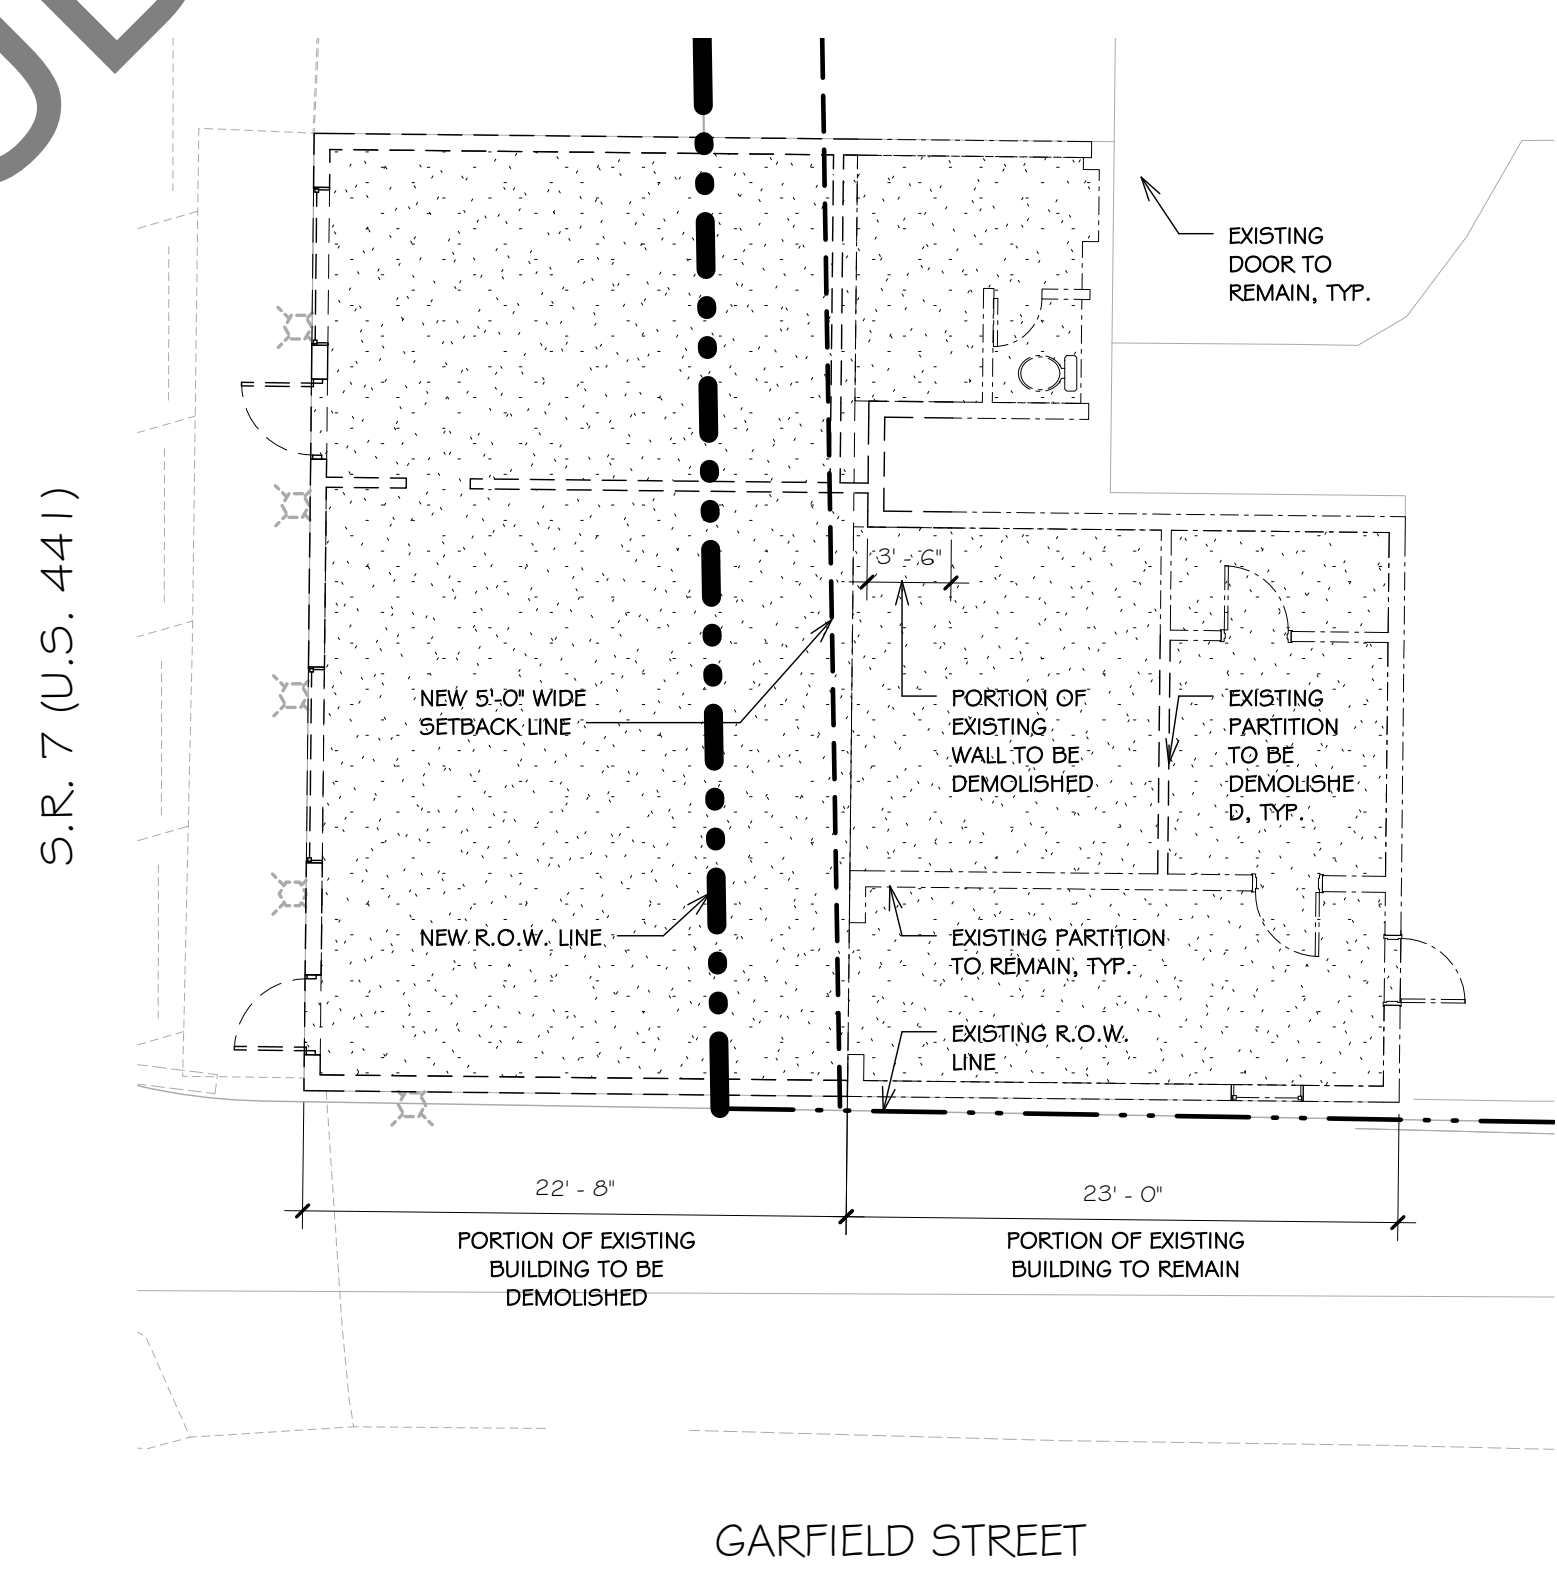 EXISTING
DOOR TO
REMAIN, TYP.
S.R. 7 (U.S. 441)
3' - 6"
NEW 5'-0" WIDE
SETBACK LINE
PORTION OF
EXISTING
WALL TO BE
DEMOLISHED
EXISTING
PARTITION
TO BE
DEMOLISHE
D, TYP.
NEW R.O.W. LINE
EXISTING PARTITION
TO REMAIN, TYP.
EXISTING R.O.W.
LINE
22' - 8"
PORTION OF EXISTING
BUILDING TO BE
DEMOLISHED
23' - 0"
PORTION OF EXISTING
BUILDING TO REMAIN
GARFIELD STREET